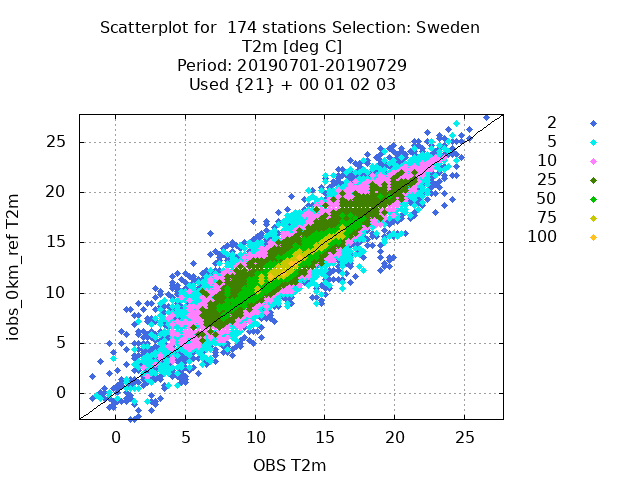 Scatterplot for  174 stations Selection: Sweden
T2m [deg C]
Period: 20190701-20190729
Used {21} + 00 01 02 03
2
5
10
25
50
75
100
iobs_0km_ref T2m
25
20
15
10
5
0
0 5 10 15 20 25
OBS T2m